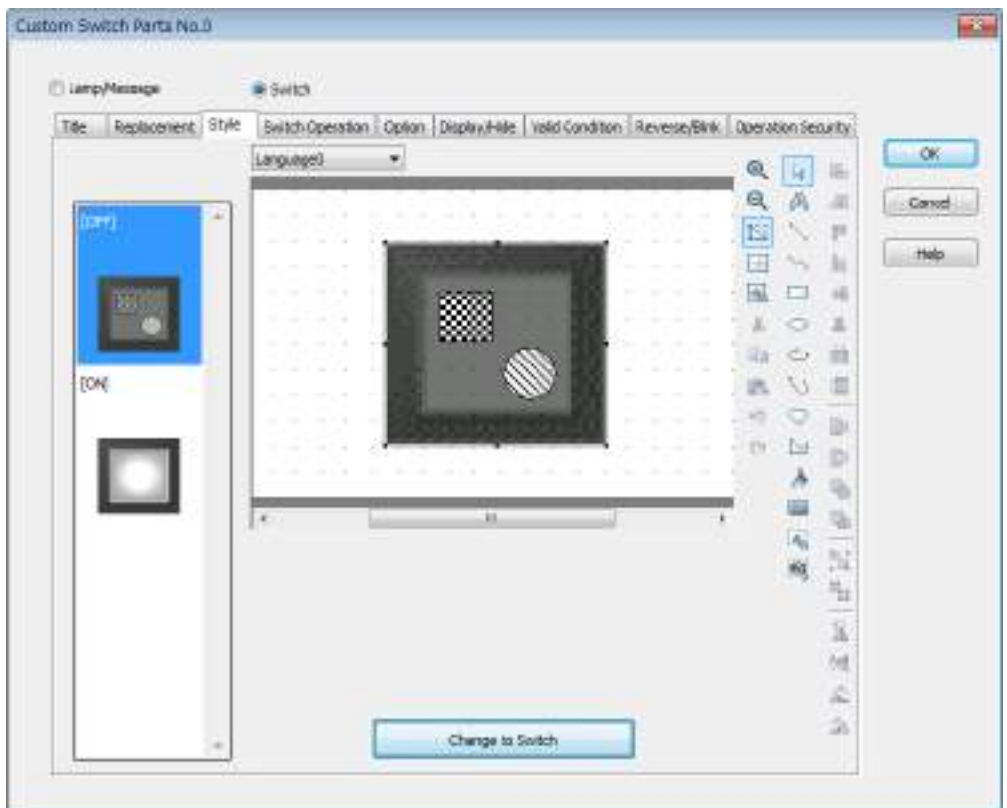 Custom Switch Parts No.0
Lamp/Message
Switch
Title
Replacement
Style
Switch Operation
Option
Display/Hide
Valid Condition
Reverse/Blink
Operation Security
OK
Language0
Cancel
[OFF]
Help
[ON]
Change to Switch